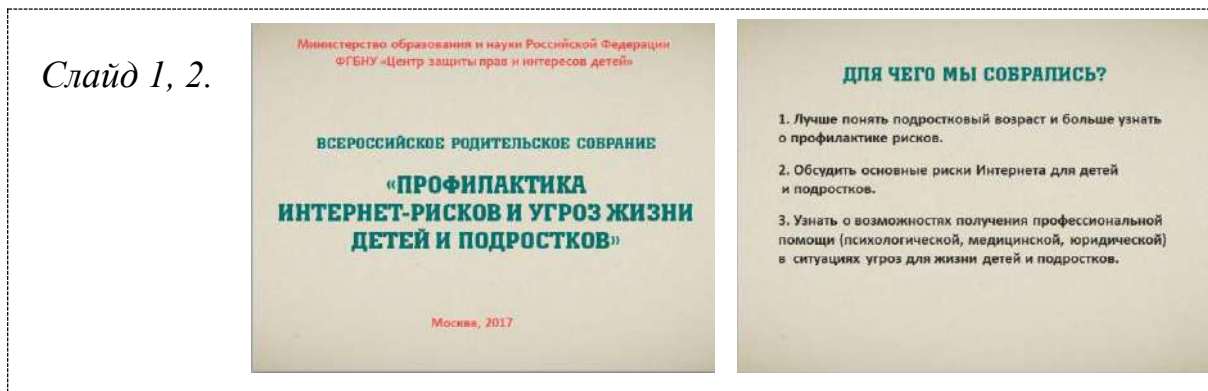 Слайд 1, 2.
Министерство образования и науки Российской Федерации
ФГБНУ «Центр защиты прав и интересов детей»
ВСЕРОССИЙСКОЕ РОДИТЕЛЬСКОЕ СОБРАНИЕ
«ПРОФИЛАКТИКА
ИНТЕРНЕТ-РИСКОВ И УГРОЗ ЖИЗНИ
ДЕТЕЙ И ПОДРОСТКОВ»
Москва, 2017
ДЛЯ ЧЕГО МЫ СОБРАЛИСЬ?
1. Лучше понять подростковый возраст и больше узнать
о профилактике рисков.
2. Обсудить основные риски Интернета для детей
и подростков.
3. Узнать о возможностях получения профессиональной
помощи (психологической, медицинской, юридической)
в ситуациях угроз для жизни детей и подростков.